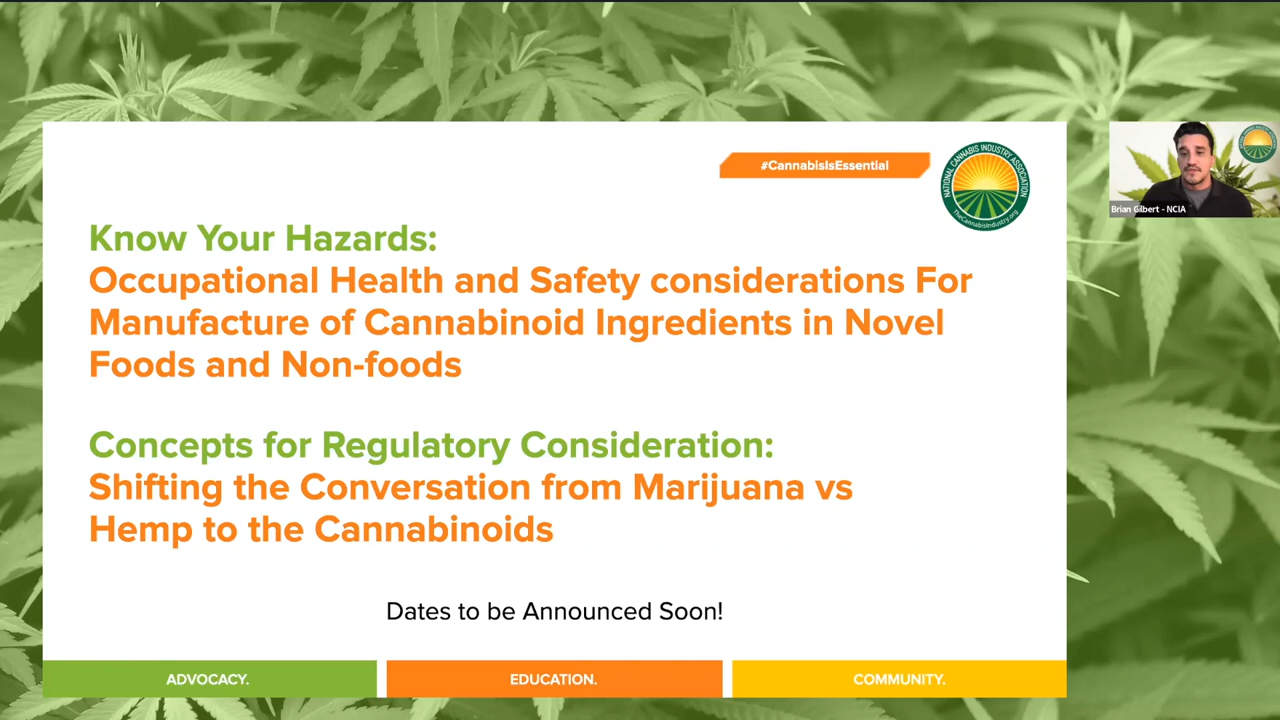 #CannabisIsEssential
NATIONAL CANNABIS INDUSTRY ASSOCIATION
TheCannabisIndustry.org
Know Your Hazards:
Occupational Health and Safety considerations For
Manufacture of Cannabinoid Ingredients in Novel
Foods and Non-foods
Concepts for Regulatory Consideration:
Shifting the Conversation from Marijuana vs
Hemp to the Cannabinoids
Dates to be Announced Soon!
ADVOCACY.
EDUCATION.
COMMUNITY.
Brian Gilbert - NCIA